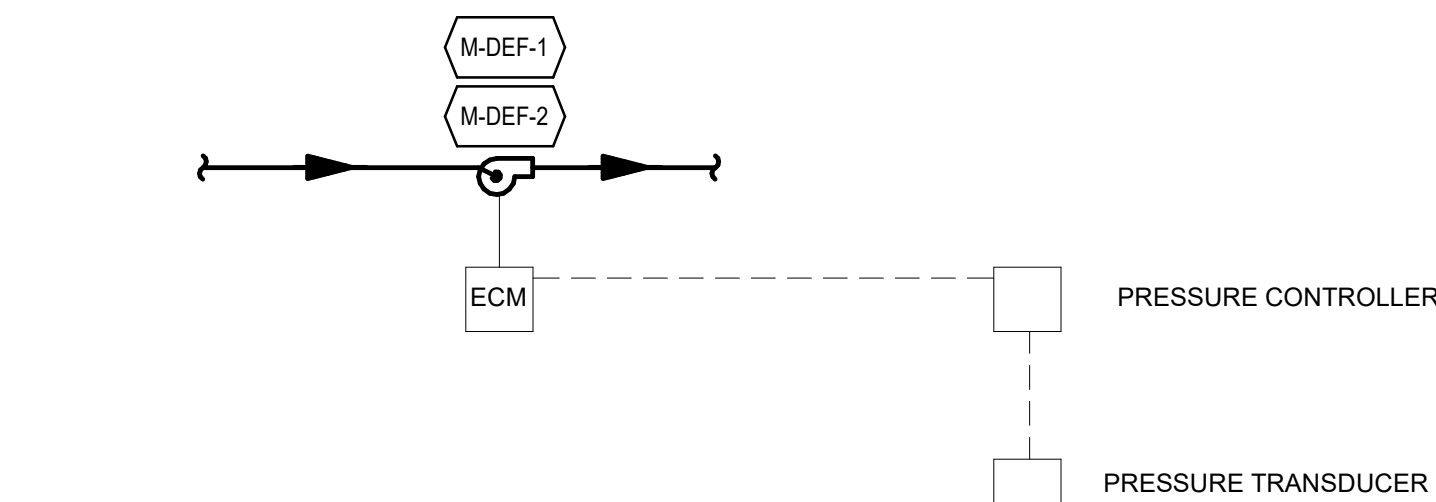 M-DEF-1
M-DEF-2
ECM
PRESSURE CONTROLLER
PRESSURE TRANSDUCER